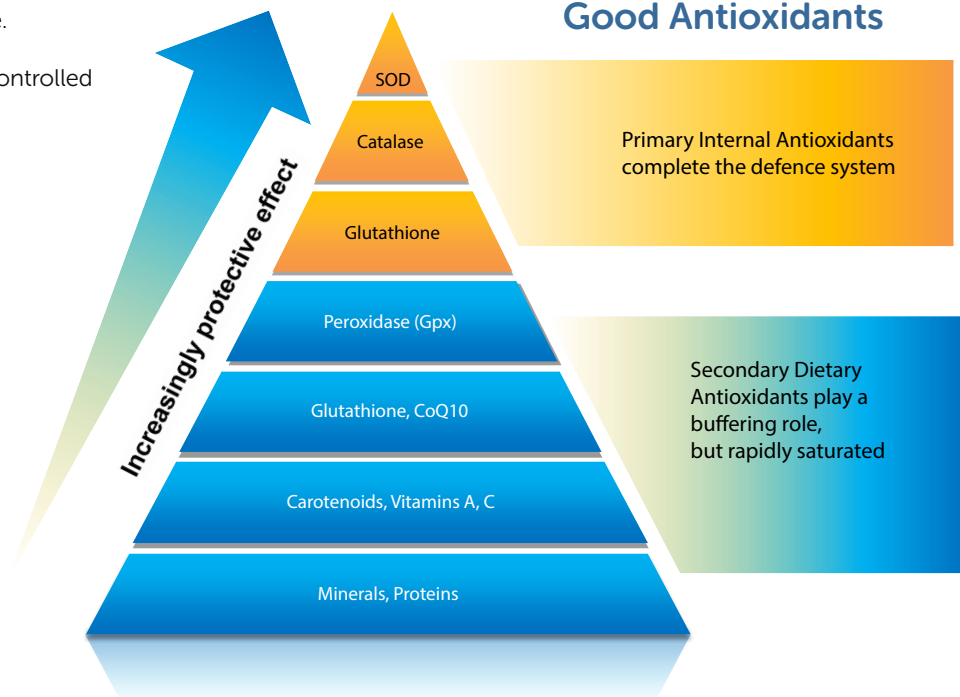 e.
ontrolled
Good Antioxidants
SOD
Catalase
Glutathione
Peroxidase (Gpx)
Glutathione, CoQ10
Carotenoids, Vitamins A, C
Minerals, Proteins
Increasingly protective effect
Primary Internal Antioxidants
complete the defence system
Secondary Dietary
Antioxidants play a
buffering role,
but rapidly saturated